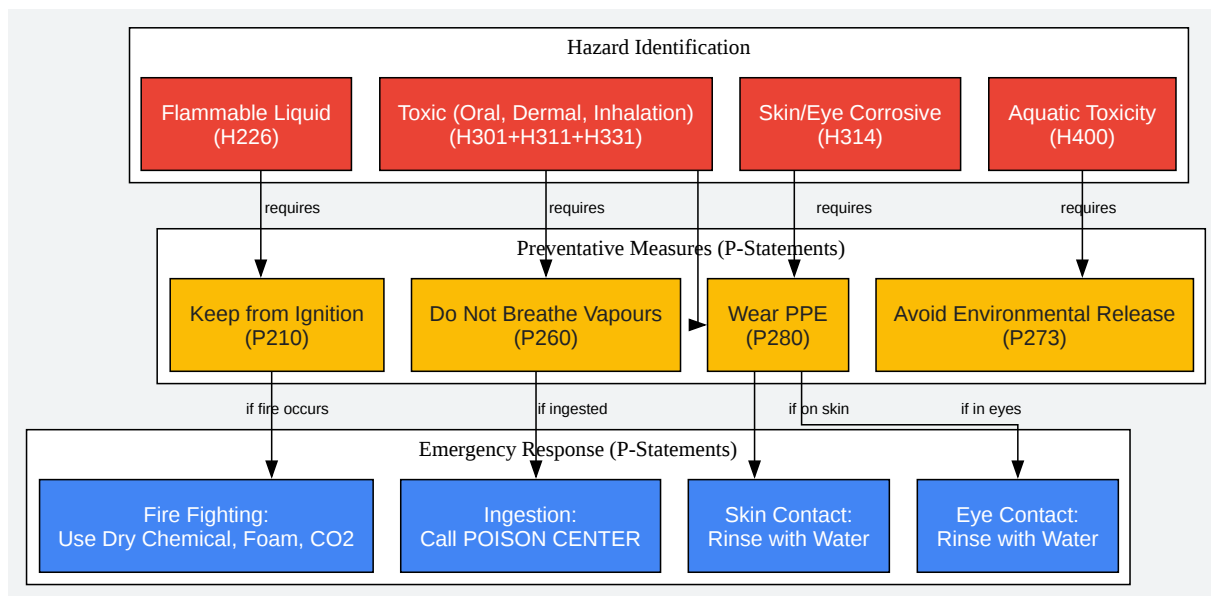 Hazard Identification
Flammable Liquid
(H226)
Toxic (Oral, Dermal, Inhalation)
(H301+H311+H331)
Skin/Eye Corrosive
(H314)
Aquatic Toxicity
(H400)
requires
requires
requires
requires
Preventative Measures (P-Statements)
Keep from Ignition
(P210)
Do Not Breathe Vapours
(P260)
Wear PPE
(P280)
Avoid Environmental Release
(P273)
if fire occurs
if ingested
if on skin
if in eyes
Emergency Response (P-Statements)
Fire Fighting:
Use Dry Chemical, Foam, CO2
Ingestion:
Call POISON CENTER
Skin Contact:
Rinse with Water
Eye Contact:
Rinse with Water